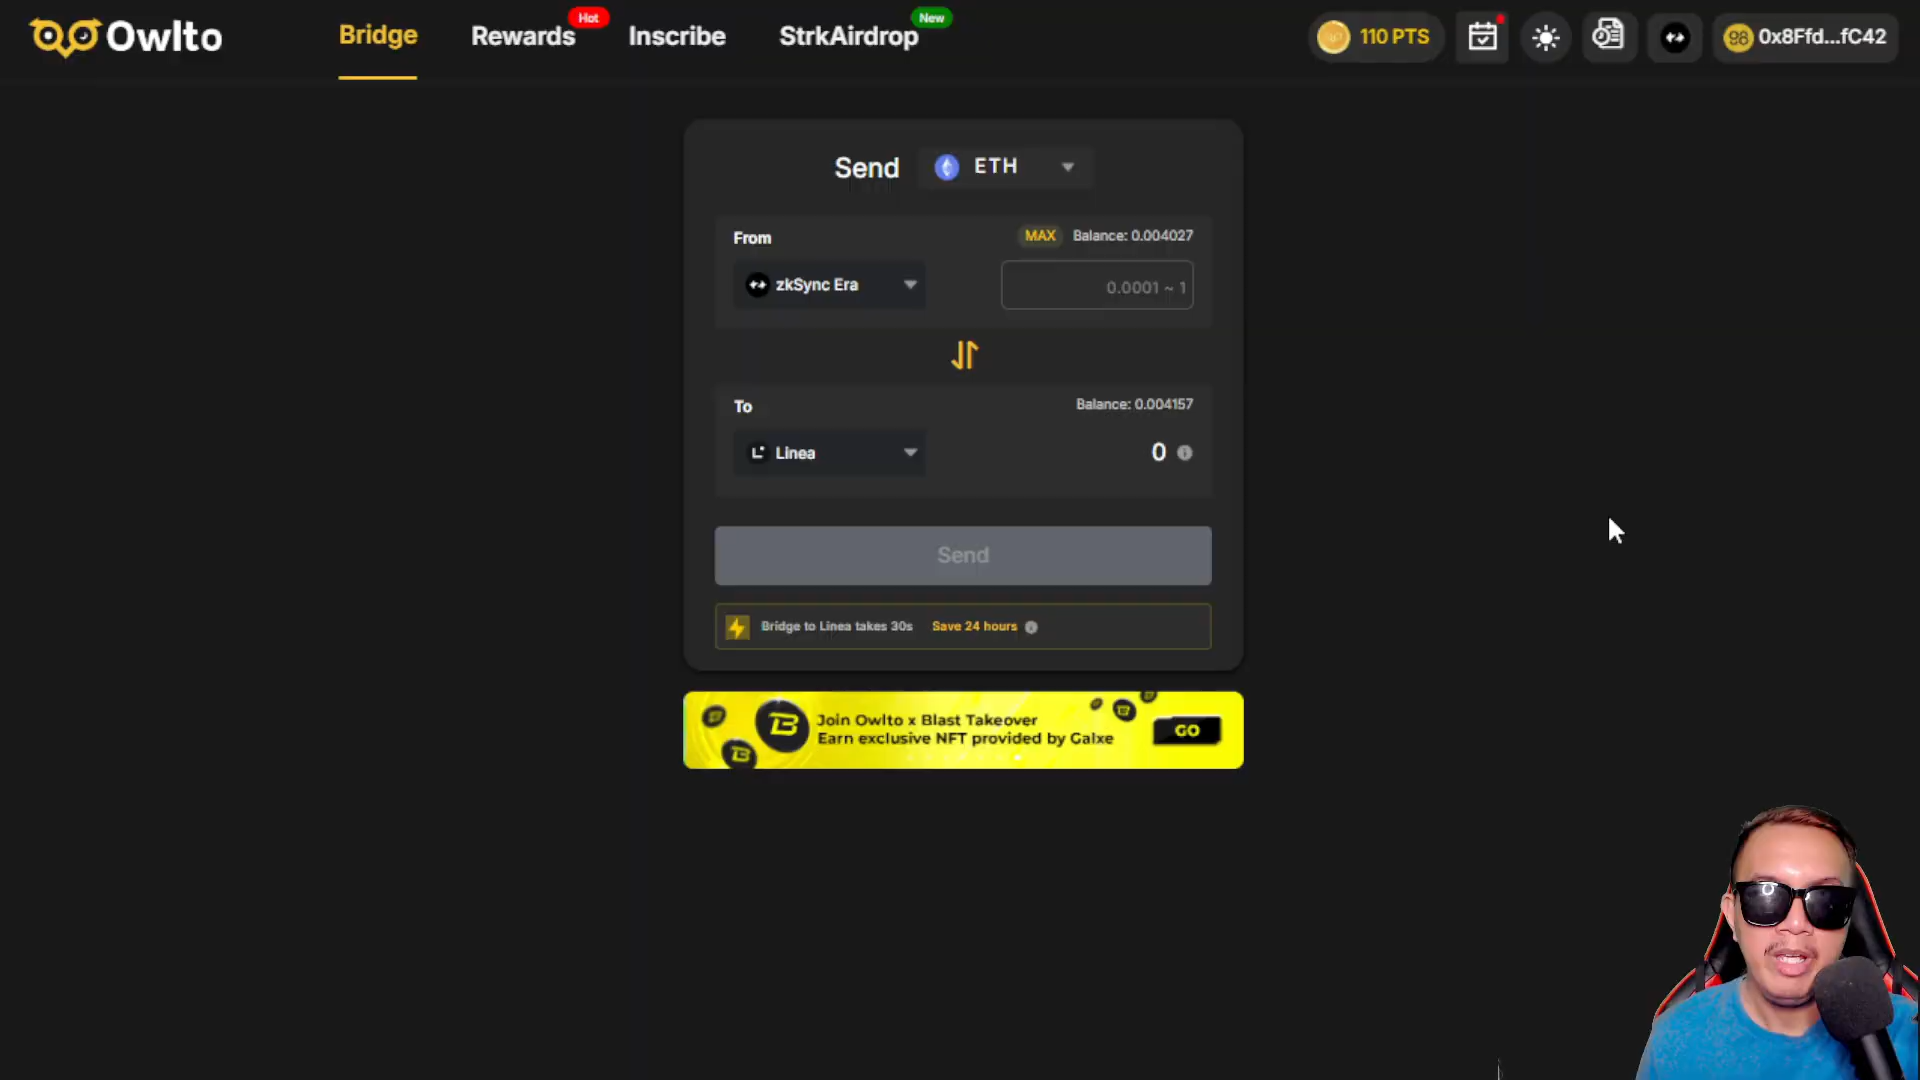 Owlto
Bridge
Rewards
Hot
Inscribe
StrkAirdrop
New
110 PTS
0x8Ffd...fC42
Send
ETH
From
MAX
Balance: 0.004027
zkSync Era
0.0001 ~ 1
To
Balance: 0.004157
Linea
0
Send
Bridge to Linea takes 30s
Save 24 hours
Join Owlto x Blast Takeover
Earn exclusive NFT provided by Galxe
GO